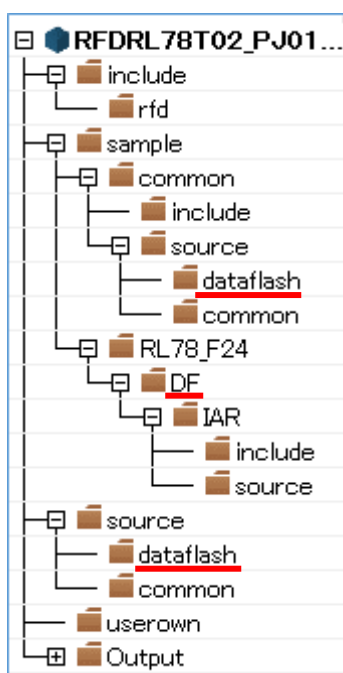 RFDRL78T02_PJ01...
include
rfd
sample
common
include
source
dataflash
common
RL78_F24
DF
IAR
include
source
source
dataflash
common
userown
Output